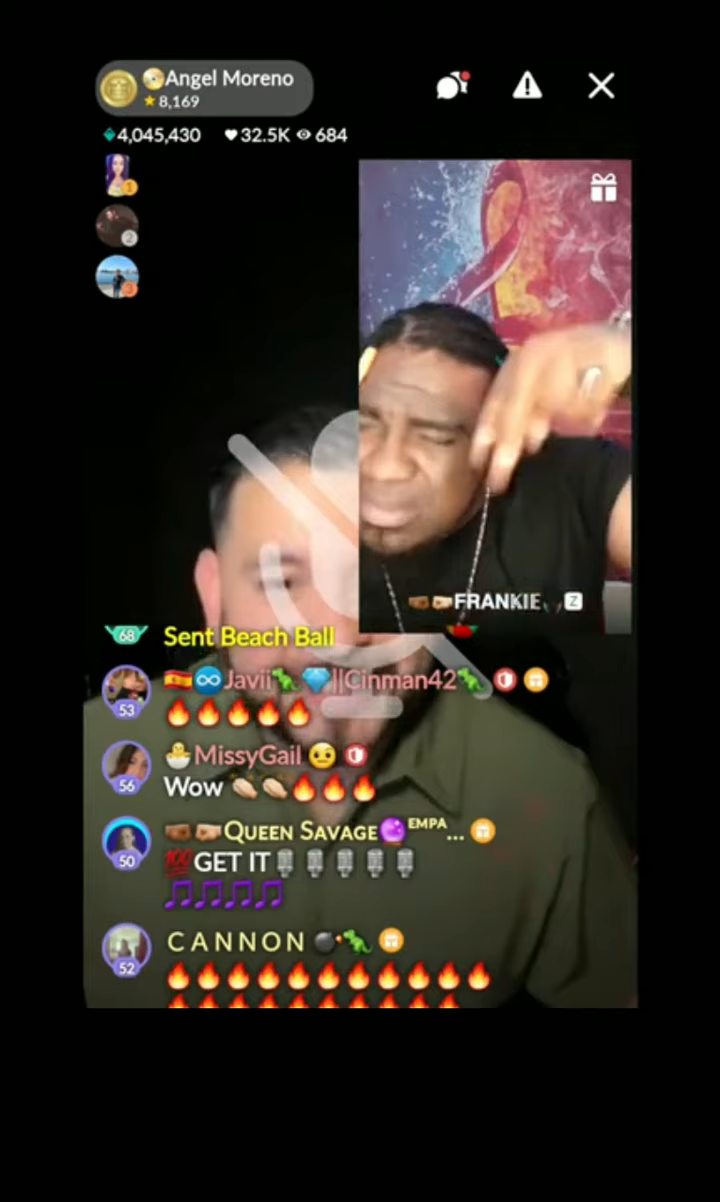 Angel Moreno
8,169
4,045,430 32.5K 684
1
2
3
FRANKIE Z
68 Sent Beach Ball
Javii ||Cinman42
53
MissyGail
56 Wow
QUEEN SAVAGE EMPA...
50 💯GET IT
CANNON
52